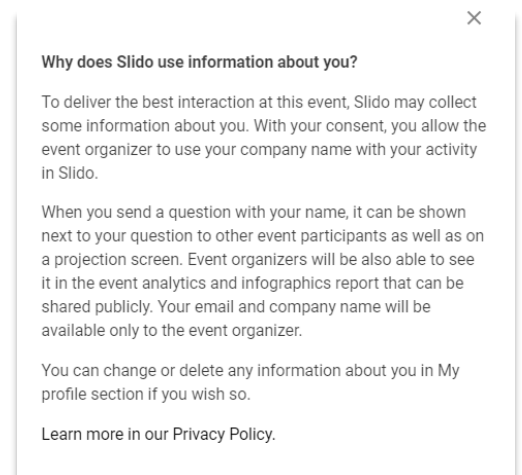 Why does Slido use information about you?
To deliver the best interaction at this event, Slido may collect
some information about you. With your consent, you allow the
event organizer to use your company name with your activity
in Slido.
When you send a question with your name, it can be shown
next to your question to other event participants as well as on
a projection screen. Event organizers will be also able to see
it in the event analytics and infographics report that can be
shared publicly. Your email and company name will be
available only to the event organizer.
You can change or delete any information about you in My
profile section if you wish so.
Learn more in our Privacy Policy.